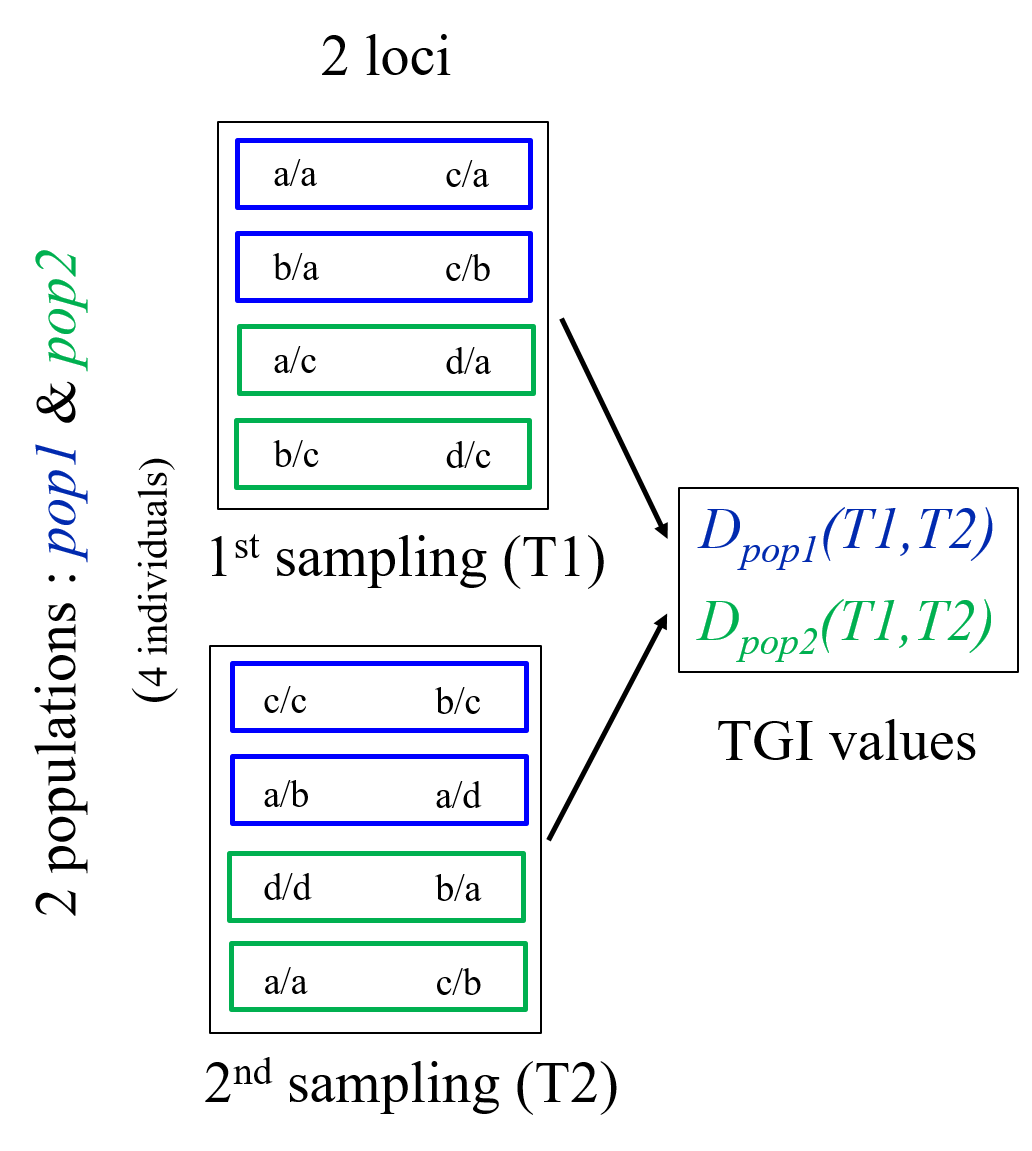 2 loci
2 populations : pop1 & pop2
(4 individuals)
a/a c/a
b/a c/b
a/c d/a
b/c d/c
1st sampling (T1)
c/c b/c
a/b a/d
d/d b/a
a/a c/b
2nd sampling (T2)
Dpop1(T1,T2)
Dpop2(T1,T2)
TGI values